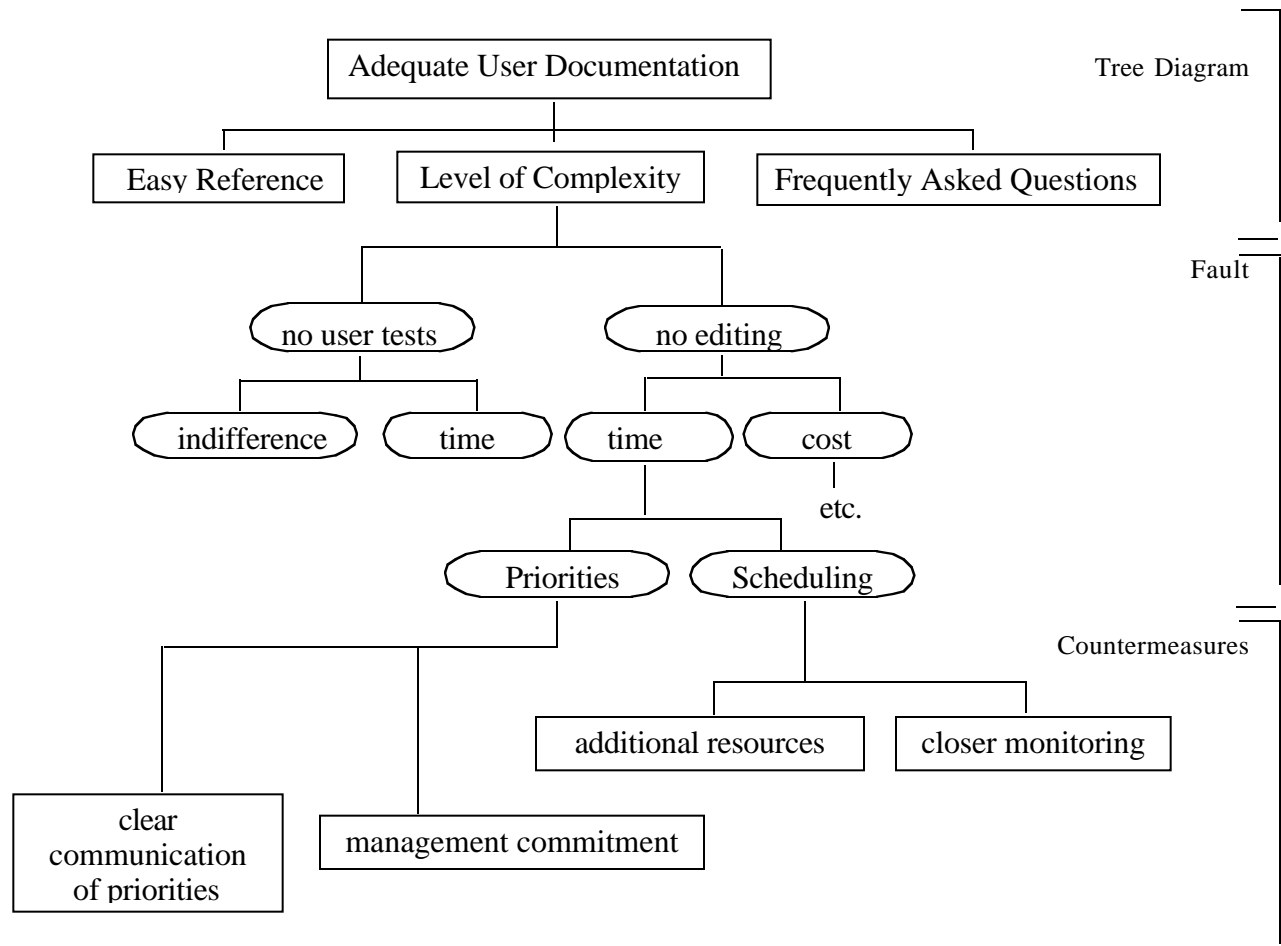 Adequate User Documentation
Tree Diagram
Easy Reference
Level of Complexity
Frequently Asked Questions
Fault
no user tests
no editing
indifference
time
time
cost
etc.
Priorities
Scheduling
Countermeasures
additional resources
closer monitoring
clear
communication
of priorities
management commitment